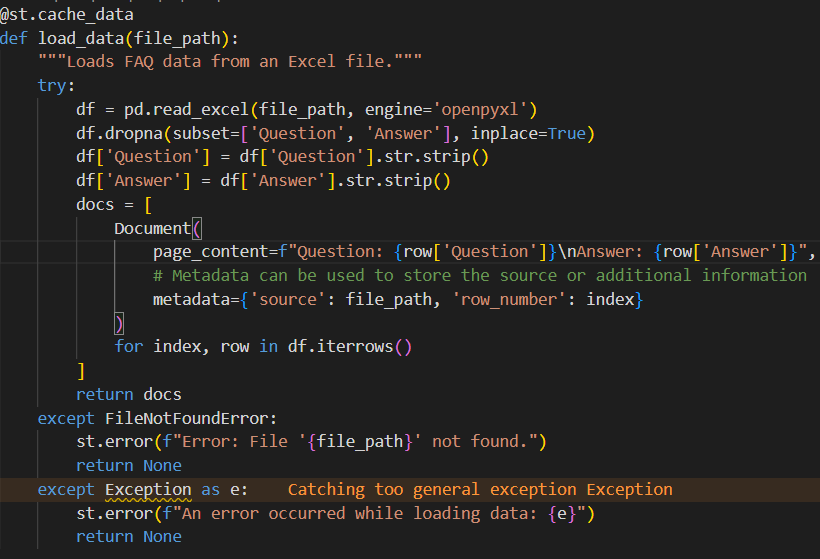 @st.cache_data
def load_data(file_path):
    """Loads FAQ data from an Excel file."""
    try:
        df = pd.read_excel(file_path, engine='openpyxl')
        df.dropna(subset=['Question', 'Answer'], inplace=True)
        df['Question'] = df['Question'].str.strip()
        df['Answer'] = df['Answer'].str.strip()
        docs = [
            Document(
                page_content=f"Question: {row['Question']}\nAnswer: {row['Answer']}",
                # Metadata can be used to store the source or additional information
                metadata={'source': file_path, 'row_number': index}
            )
            for index, row in df.iterrows()
        ]
        return docs
    except FileNotFoundError:
        st.error(f"Error: File '{file_path}' not found.")
        return None
    except Exception as e:    Catching too general exception Exception
        st.error(f"An error occurred while loading data: {e}")
        return None